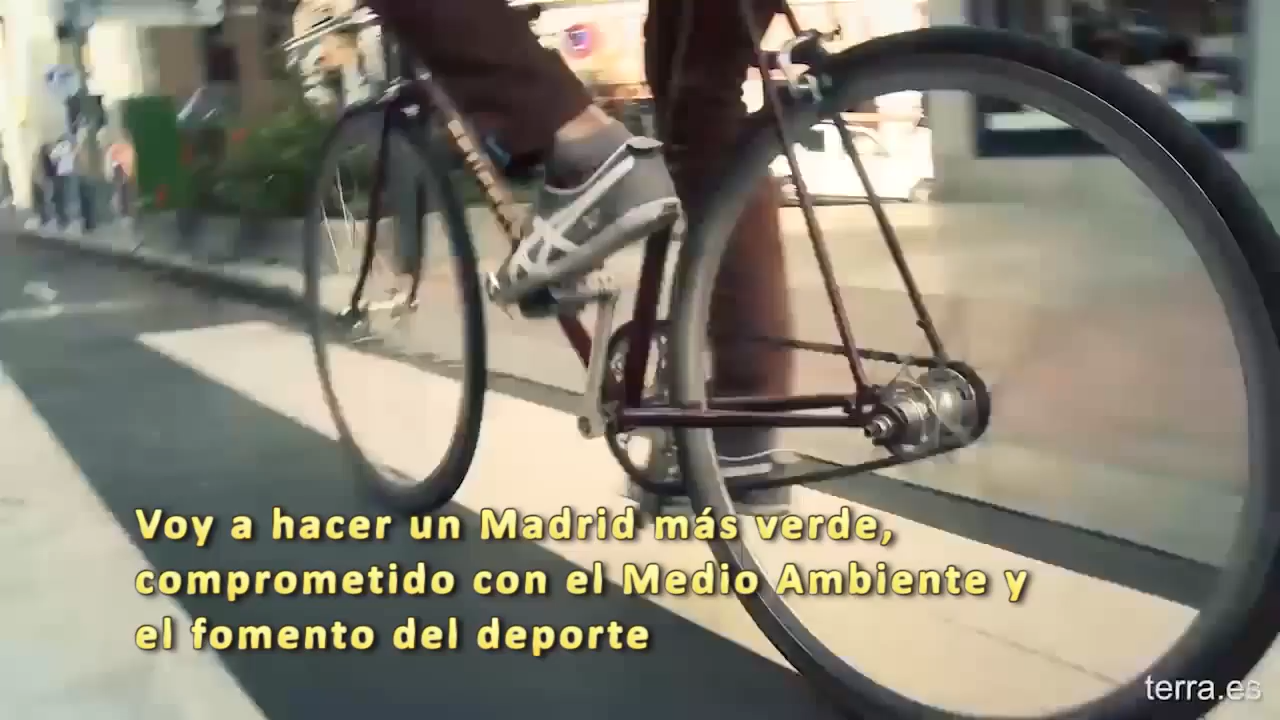 Voy a hacer un Madrid más verde,
comprometido con el Medio Ambiente y
el fomento del deporte
terra.es